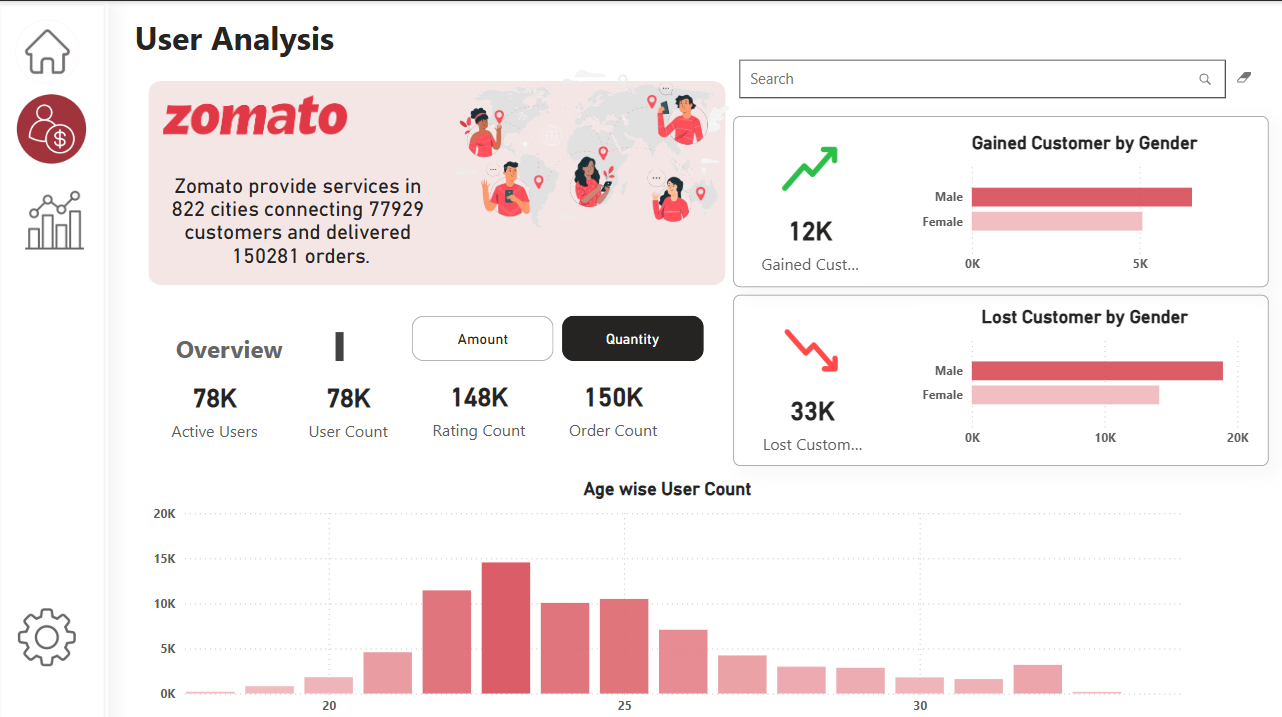 User Analysis
Search
zomato
Zomato provide services in
822 cities connecting 77929
customers and delivered
150281 orders.
Gained Customer by Gender
12K
Gained Cust...
Male
Female
0K
5K
Lost Customer by Gender
33K
Lost Custom...
Male
Female
0K
10K
20K
Overview
Amount
Quantity
78K
Active Users
78K
User Count
148K
Rating Count
150K
Order Count
Age wise User Count
20K
15K
10K
5K
0K
20
25
30